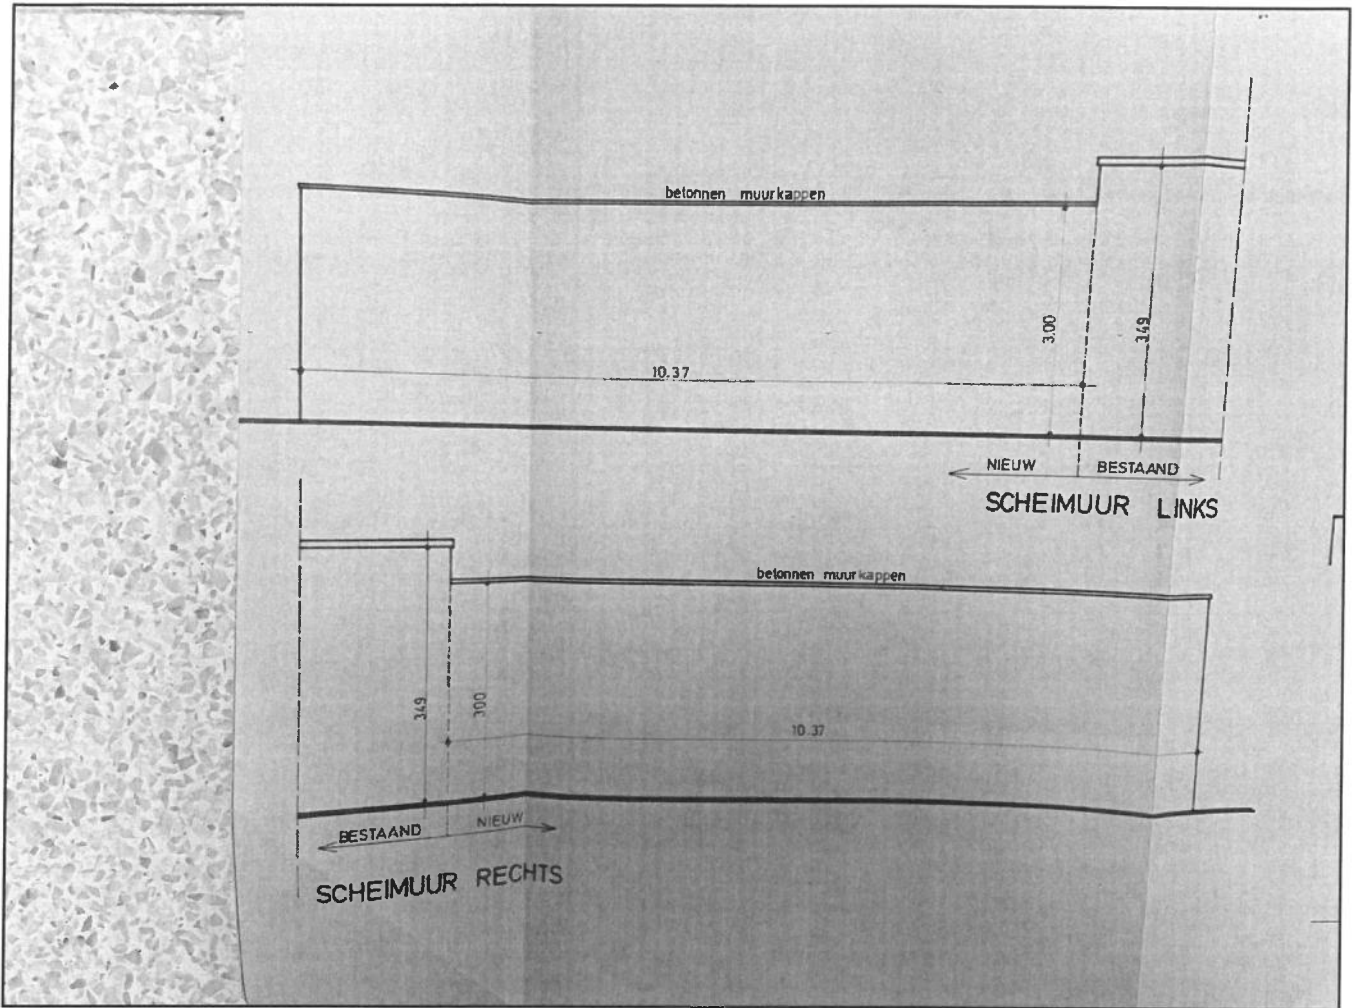 betonnen muurkappen
3.00
3.49
10.37
NIEUW BESTAAND
SCHEIMUUR LINKS
betonnen muurkappen
3.49
3.00
10.37
BESTAAND NIEUW
SCHEIMUUR RECHTS